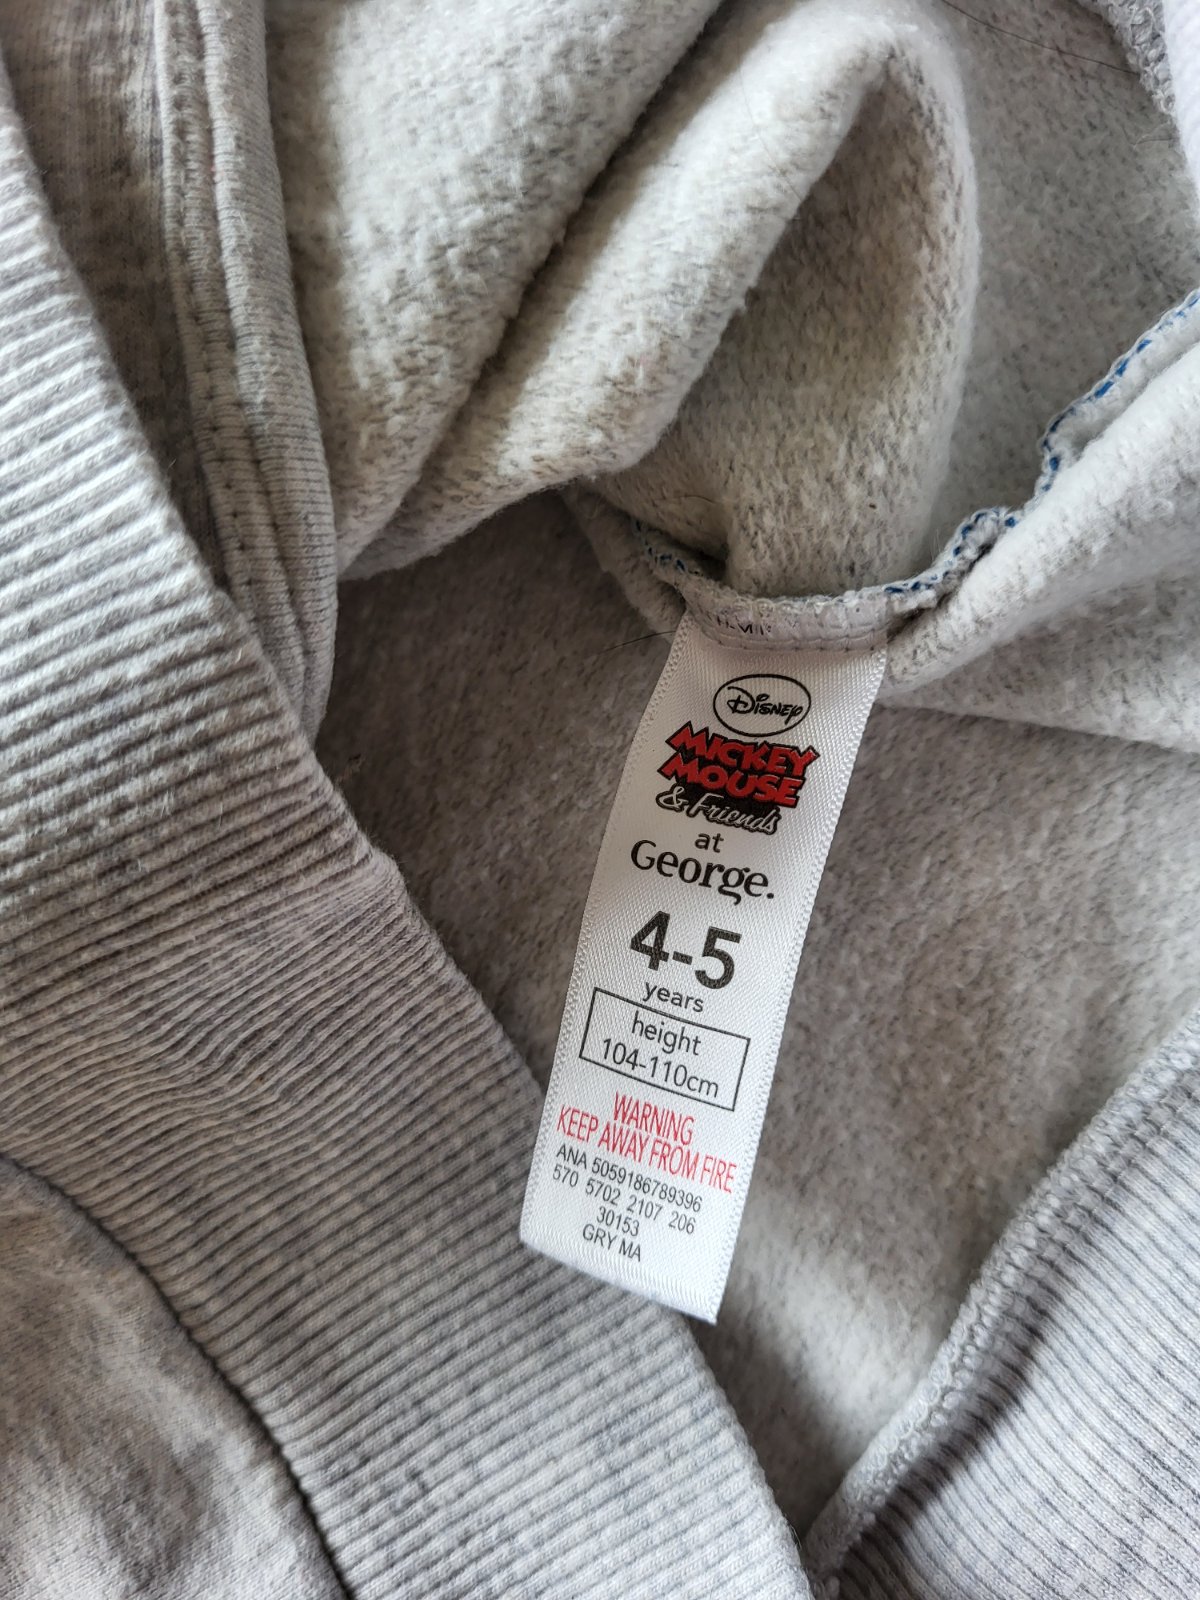 Disney
MICKEY
MOUSE
& Friends
at
George.
4-5
years
height
104-110cm
WARNING
KEEP AWAY FROM FIRE
ANA 5059186789396
570 5702 2107 206
30153
GRY MA